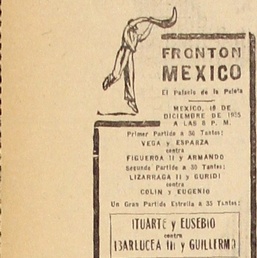 FRONTON
MEXICO
El Palacio de la Pelota
MEXICO, DE
DICIEMBRE DE
A LAS 8 P. M.
Primer Partido a 30 Tantos:
VEGA y ESPARZA
contra
FIGUEROA II y ARMANDO
Segundo Partido a 35 Tantos:
LIZARRAGA II y GURIDI
contra
COLIN y EUGENIO
Un Gran Partido Estrella a 35 Tantos:
ITUARTE y EUSEBIO
contra
IBARLUCEA III y GUILLERMO